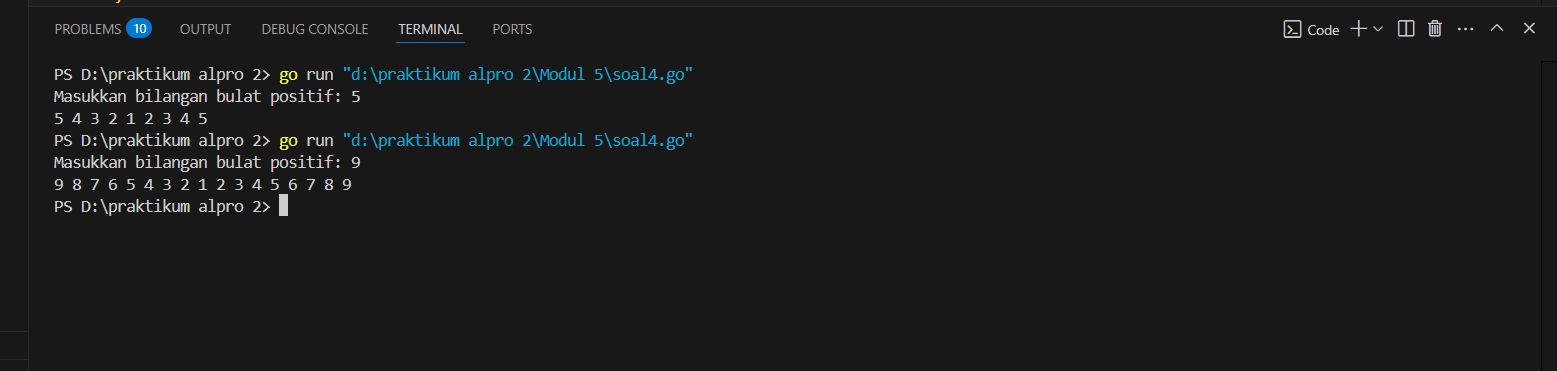 PROBLEMS 10 OUTPUT DEBUG CONSOLE TERMINAL PORTS Code
PS D:\praktikum alpro 2> go run "d:\praktikum alpro 2\Modul 5\soal4.go"
Masukkan bilangan bulat positif: 5
5 4 3 2 1 2 3 4 5
PS D:\praktikum alpro 2> go run "d:\praktikum alpro 2\Modul 5\soal4.go"
Masukkan bilangan bulat positif: 9
9 8 7 6 5 4 3 2 1 2 3 4 5 6 7 8 9
PS D:\praktikum alpro 2>